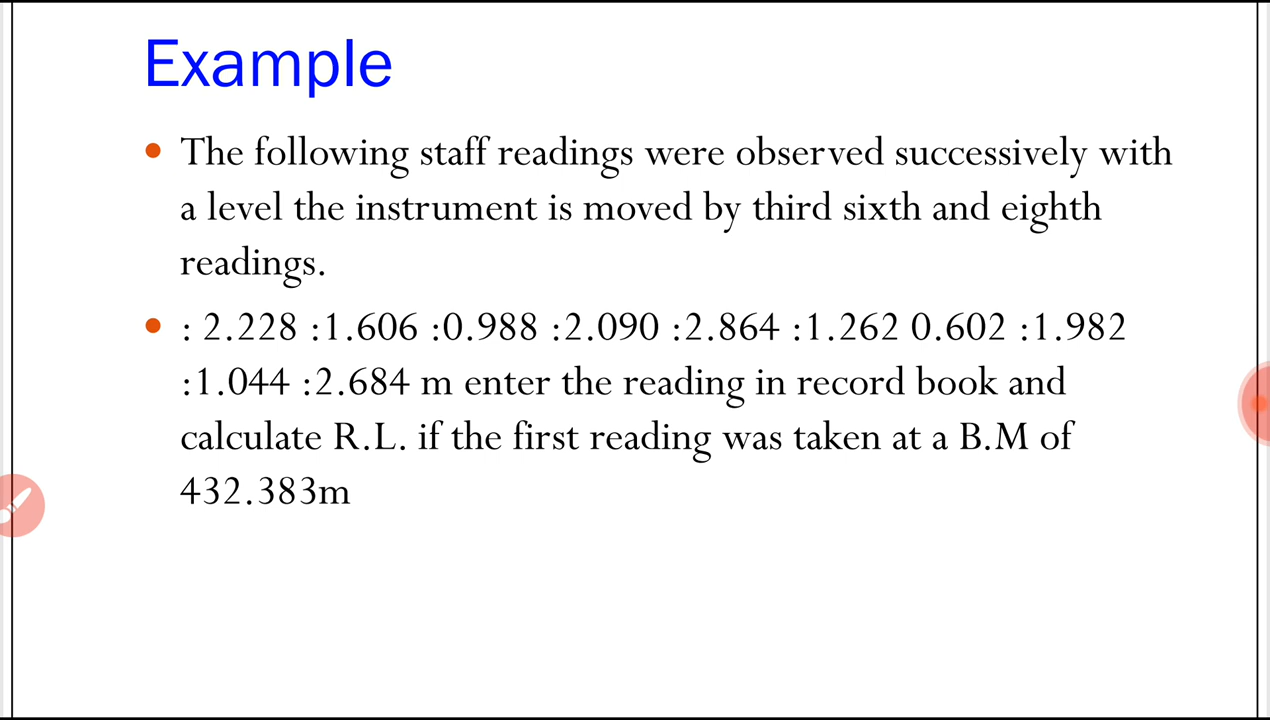 Example
• The following staff readings were observed successively with
a level the instrument is moved by third sixth and eighth
readings.
• : 2.228 :1.606 :0.988 :2.090 :2.864 :1.262 0.602 :1.982
:1.044 :2.684 m enter the reading in record book and
calculate R.L. if the first reading was taken at a B.M of
432.383m